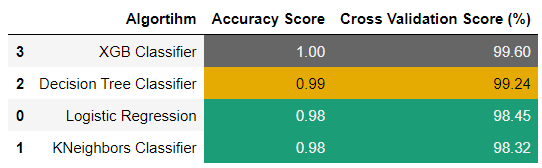 Algortihm Accuracy Score Cross Validation Score (%)
3 XGB Classifier 1.00 99.60
2 Decision Tree Classifier 0.99 99.24
0 Logistic Regression 0.98 98.45
1 KNeighbors Classifier 0.98 98.32